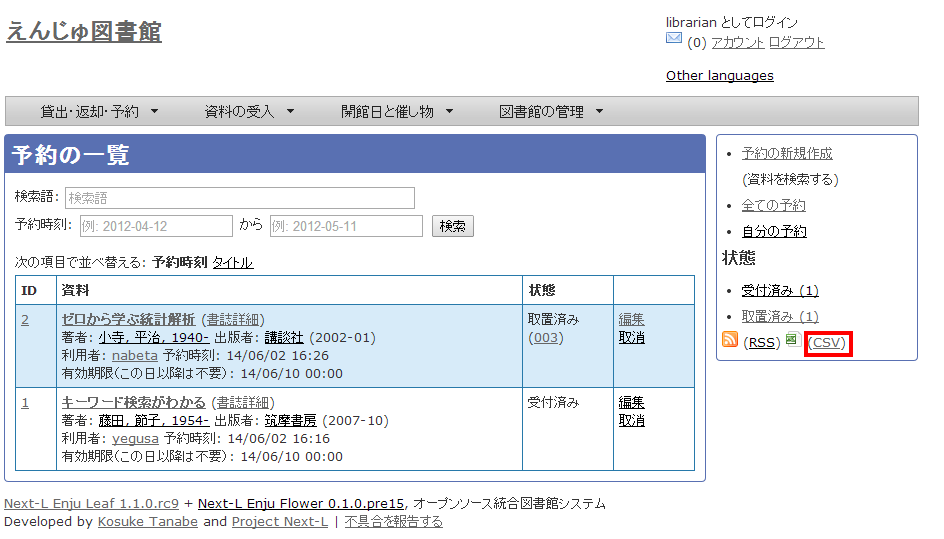 えんじゅ図書館
librarian としてログイン
(0) アカウント ログアウト
Other languages
貸出・返却・予約 資料の受入 開館日と催し物 図書館の管理
予約の一覧
検索語: 検索語
予約時刻: 例: 2012-04-12 から 例: 2012-05-11 検索
次の項目で並べ替える: 予約時刻 タイトル
ID 資料 状態
2 ゼロから学ぶ統計解析 (書誌詳細) 取置済み 編集
著者: 小寺, 平治, 1940- 出版者: 講談社 (2002-01) (003) 取消
利用者: nabeta 予約時刻: 14/06/02 16:26
有効期限(この日以降は不要): 14/06/10 00:00
1 キーワード検索がわかる (書誌詳細) 受付済み 編集
著者: 藤田, 節子, 1954- 出版者: 筑摩書房 (2007-10) 取消
利用者: yegusa 予約時刻: 14/06/02 16:16
有効期限(この日以降は不要): 14/06/10 00:00
• 予約の新規作成
(資料を検索する)
• 全ての予約
• 自分の予約
状態
• 受付済み (1)
• 取置済み (1)
(RSS) (CSV)
Next-L Enju Leaf 1.1.0.rc9 + Next-L Enju Flower 0.1.0.pre15, オープンソース統合図書館システム
Developed by Kosuke Tanabe and Project Next-L | 不具合を報告する